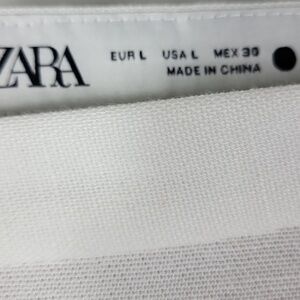 ZARA EUR L USA L MEX 30
MADE IN CHINA